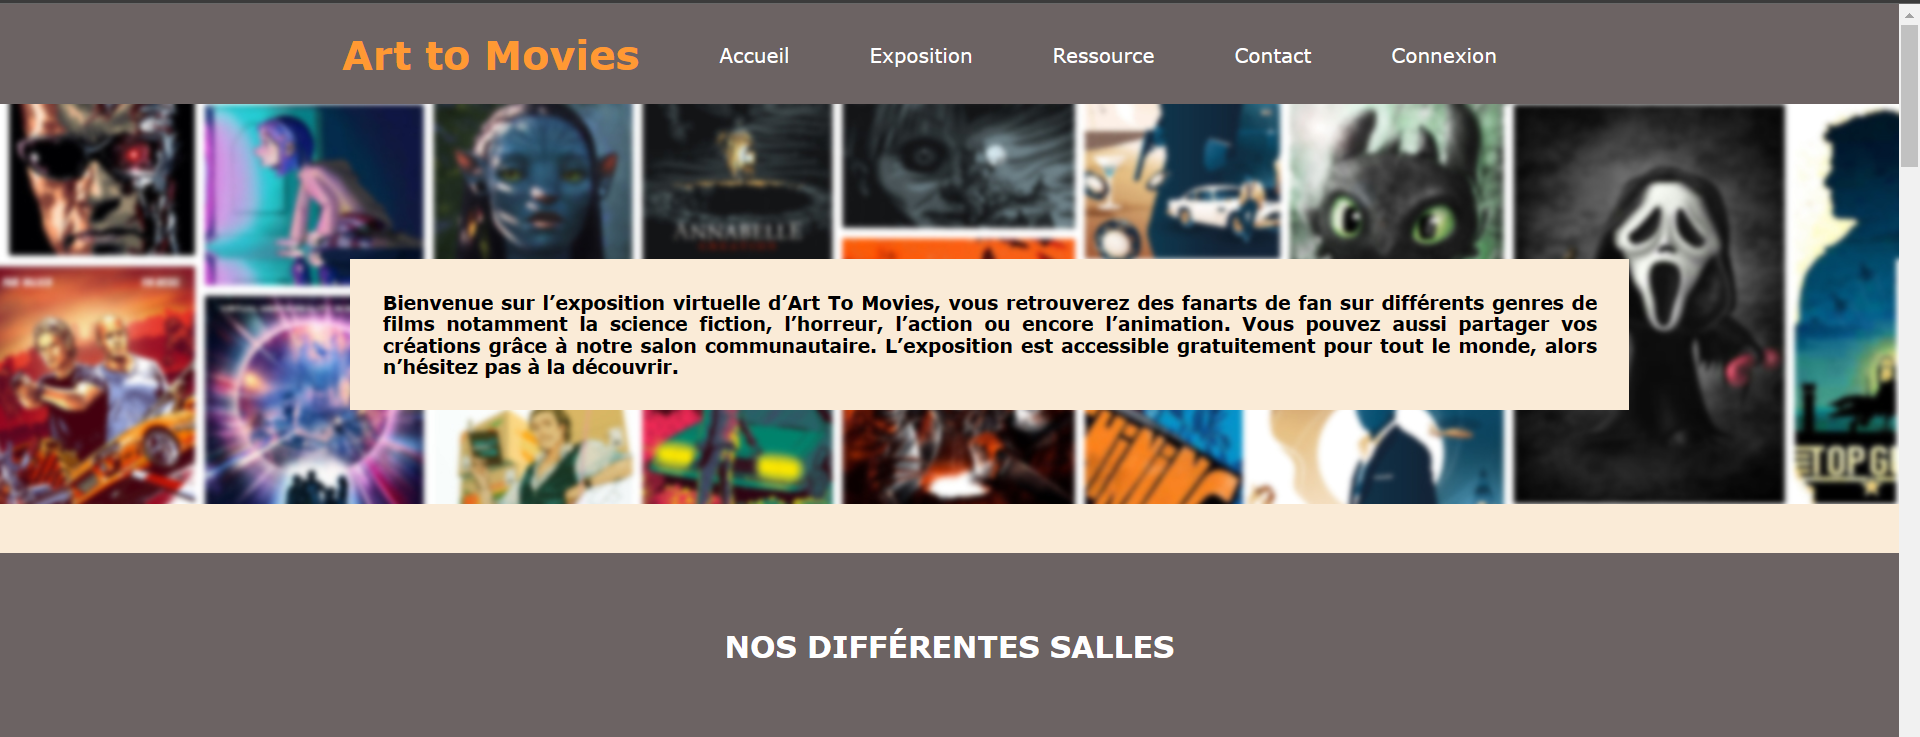 Art to Movies
Accueil
Exposition
Ressource
Contact
Connexion
ANNABELLE
CREATION
Bienvenue sur l’exposition virtuelle d’Art To Movies, vous retrouverez des fanarts de fan sur différents genres de
films notamment la science fiction, l’horreur, l’action ou encore l’animation. Vous pouvez aussi partager vos
créations grâce à notre salon communautaire. L’exposition est accessible gratuitement pour tout le monde, alors
n’hésitez pas à la découvrir.
TOP GU
NOS DIFFÉRENTES SALLES